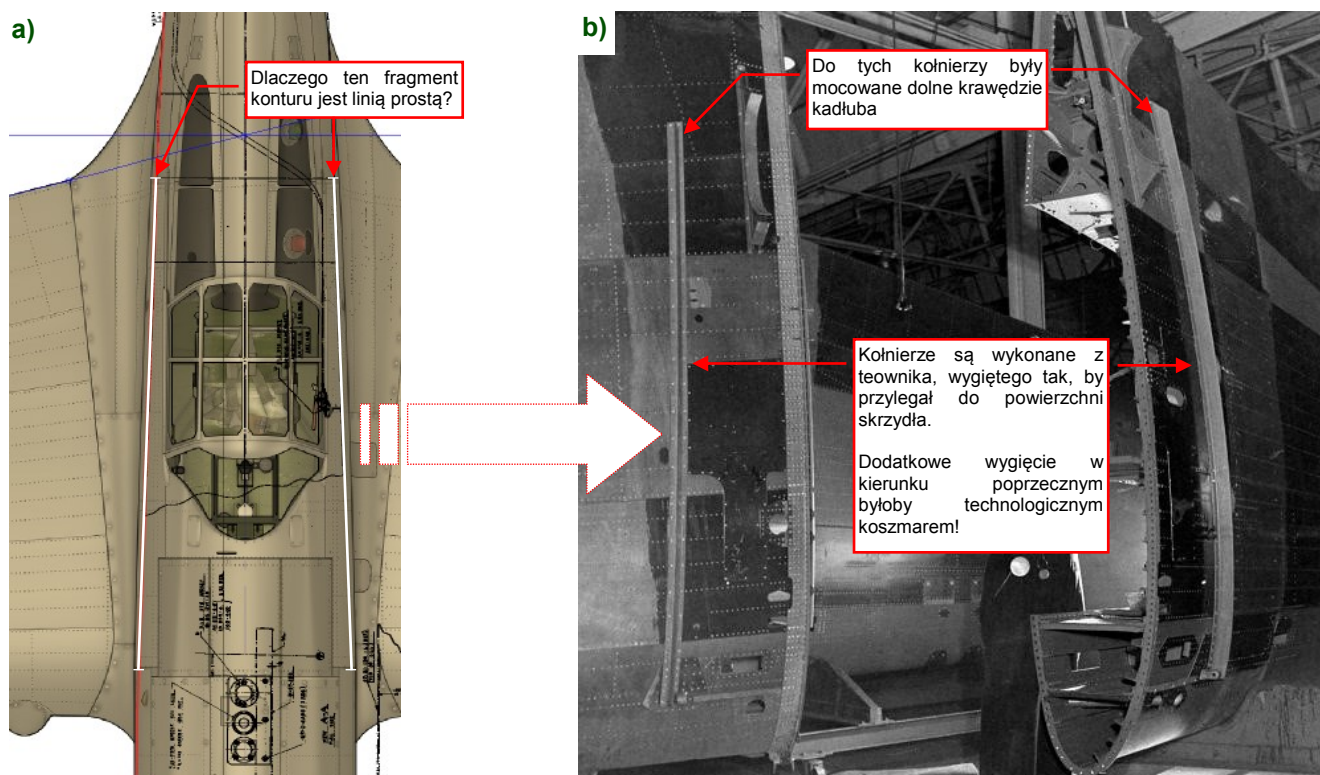 a)
Dlaczego ten fragment
konturu jest linią prostą?
b)
Do tych kołnierzy były
mocowane dolne krawędzie
kadłuba
Kołnierze są wykonane z
teownika, wygiętego tak, by
przylegał do powierzchni
skrzydła.
Dodatkowe wygięcie w
kierunku poprzecznym
byłoby technologicznym
koszmarem!